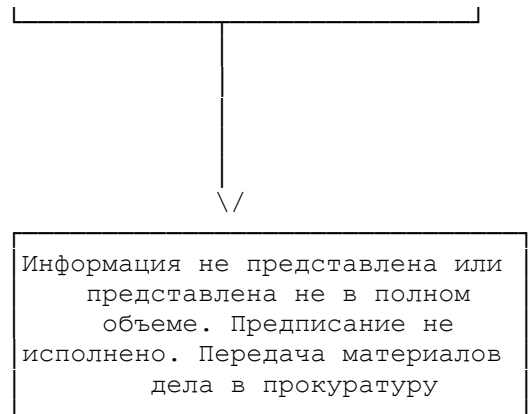 Информация не представлена или
представлена не в полном
объеме. Предписание не
исполнено. Передача материалов
дела в прокуратуру